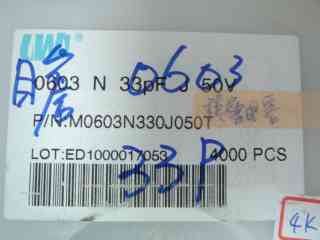 0603 N 33pF J 50V
0603
P/N:M0603N330J050T
LOT:ED1000017053
4000 PCS
33P
4K